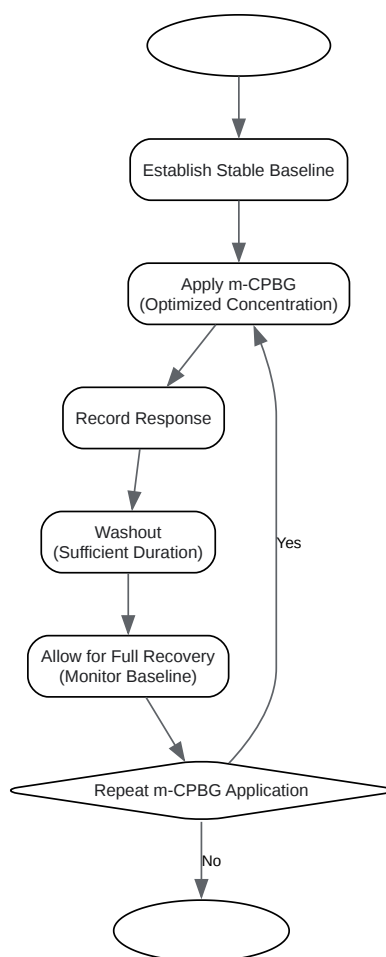 Establish Stable Baseline
Apply m-CPBG
(Optimized Concentration)
Record Response
Washout
(Sufficient Duration)
Yes
Allow for Full Recovery
(Monitor Baseline)
Repeat m-CPBG Application
No